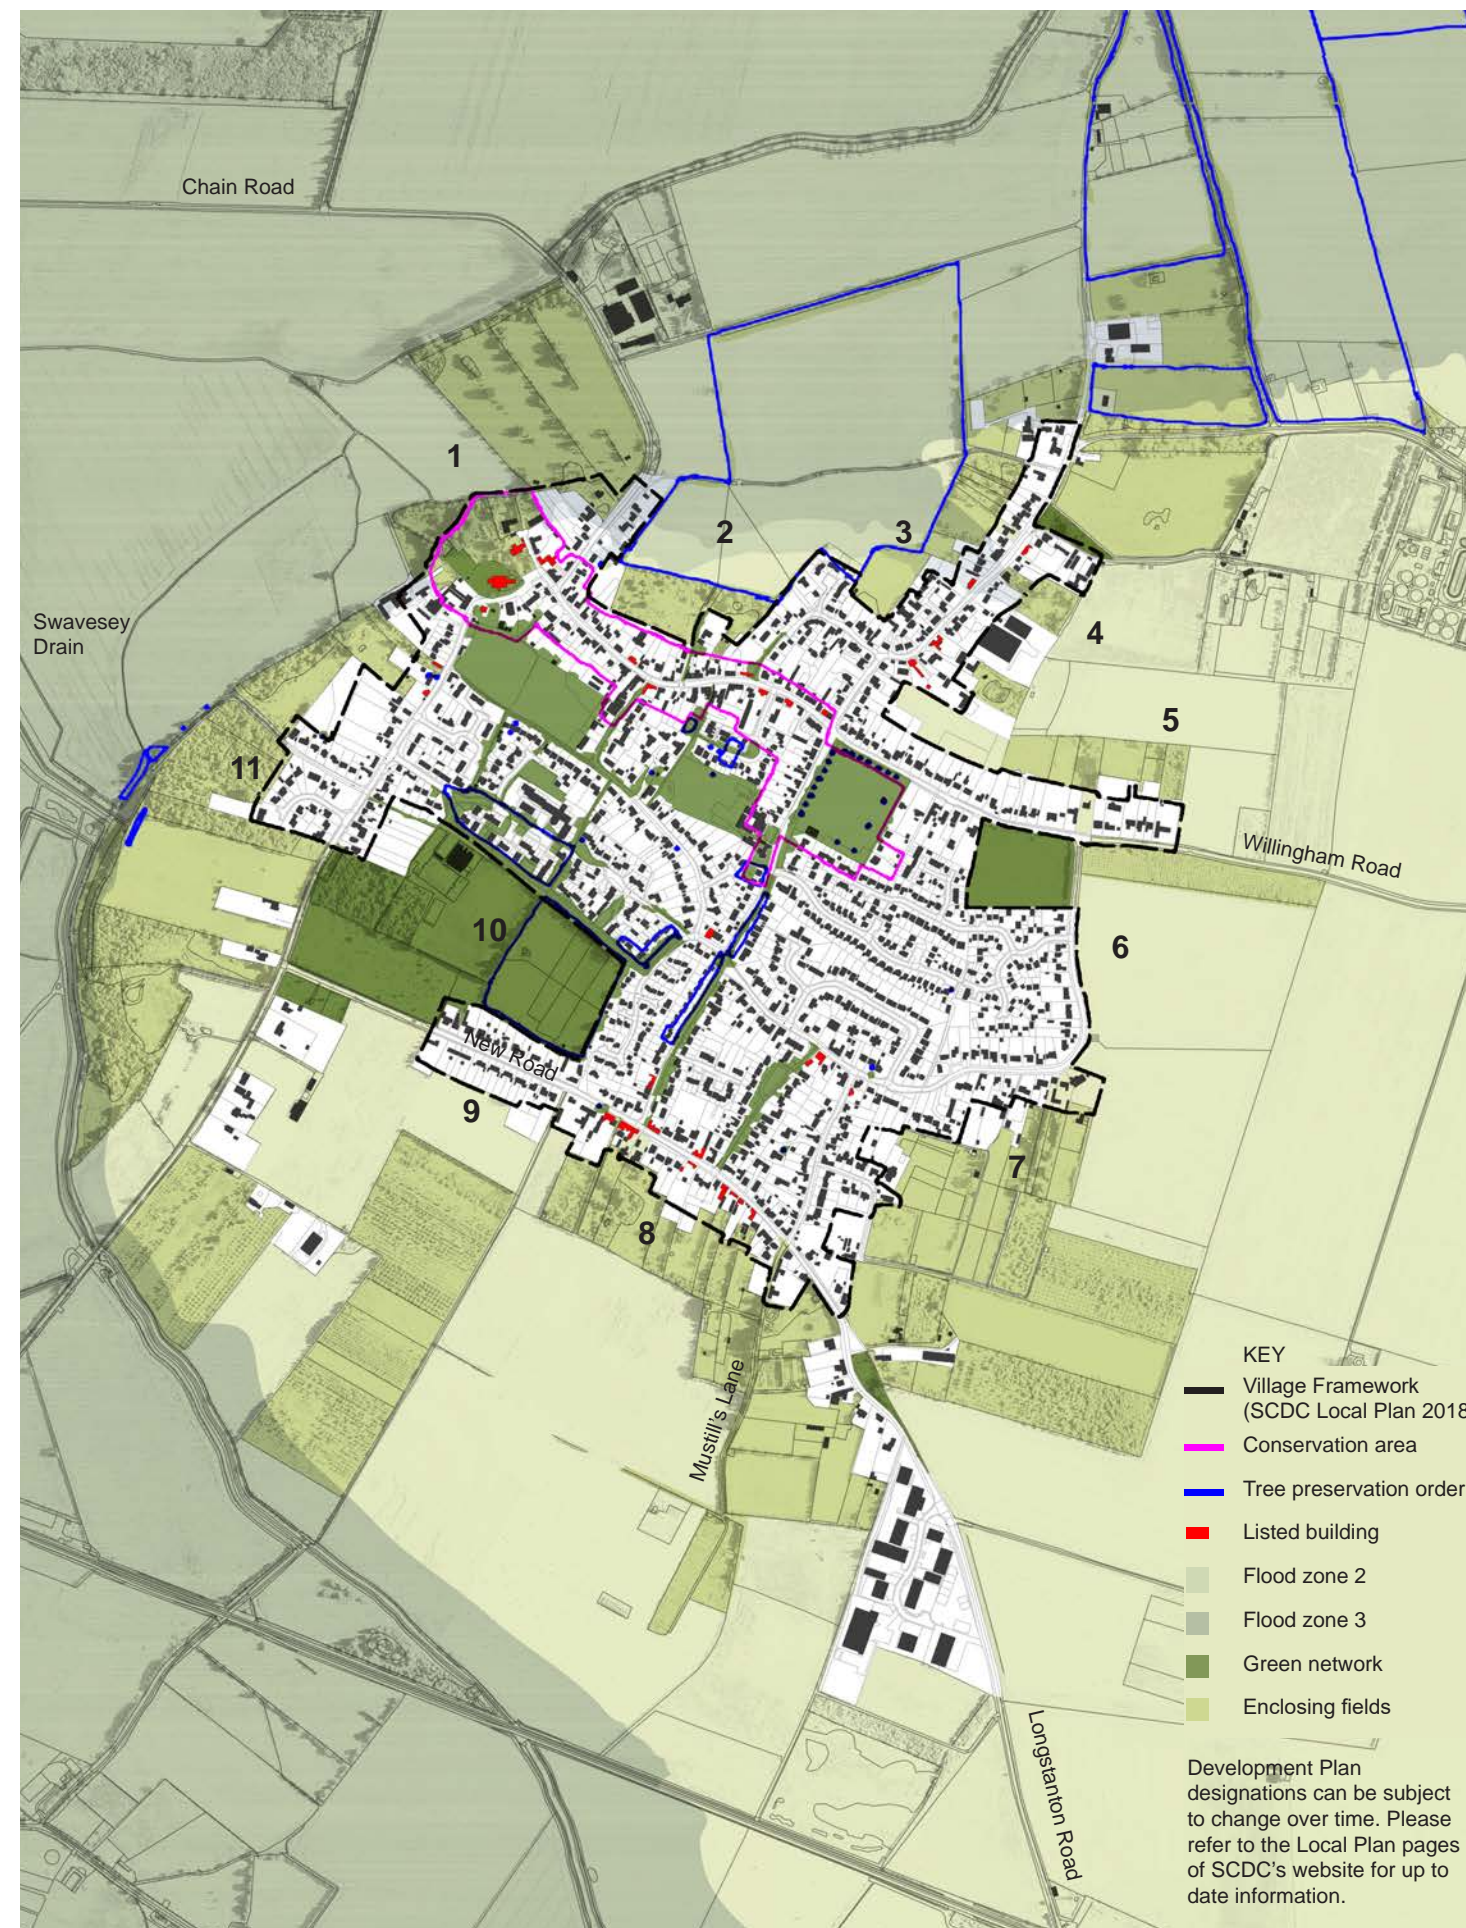 Chain Road
1
2
3
Swavesey
Drain
4
5
11
Willingham Road
10
6
New Road
9
7
8
Mustill's Lane
KEY
Village Framework
(SCDC Local Plan 2018
Conservation area
Tree preservation order
Listed building
Flood zone 2
Flood zone 3
Green network
Enclosing fields
Longstanton Road
Development Plan
designations can be subject
to change over time. Please
refer to the Local Plan pages
of SCDC's website for up to
date information.